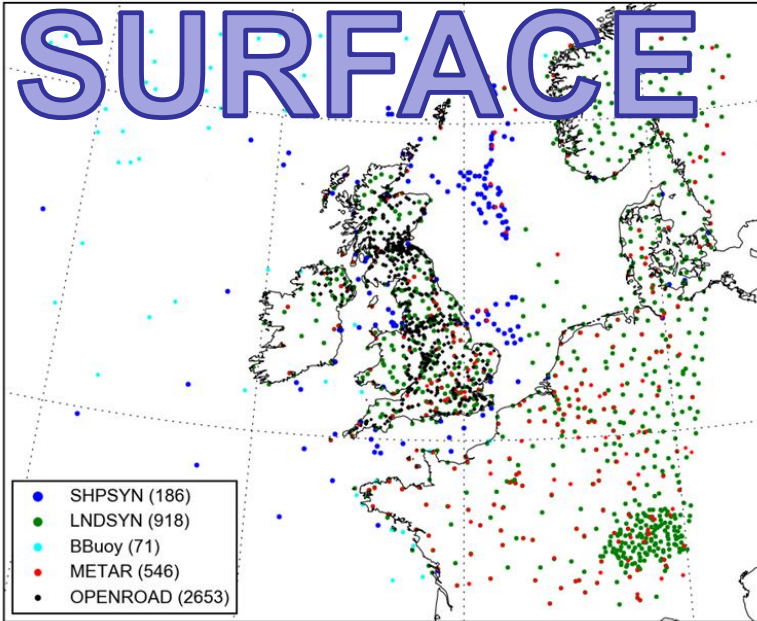 SURFACE
SHPSYN (186)
LNDSYN (918)
BBuoy (71)
METAR (546)
OPENROAD (2653)